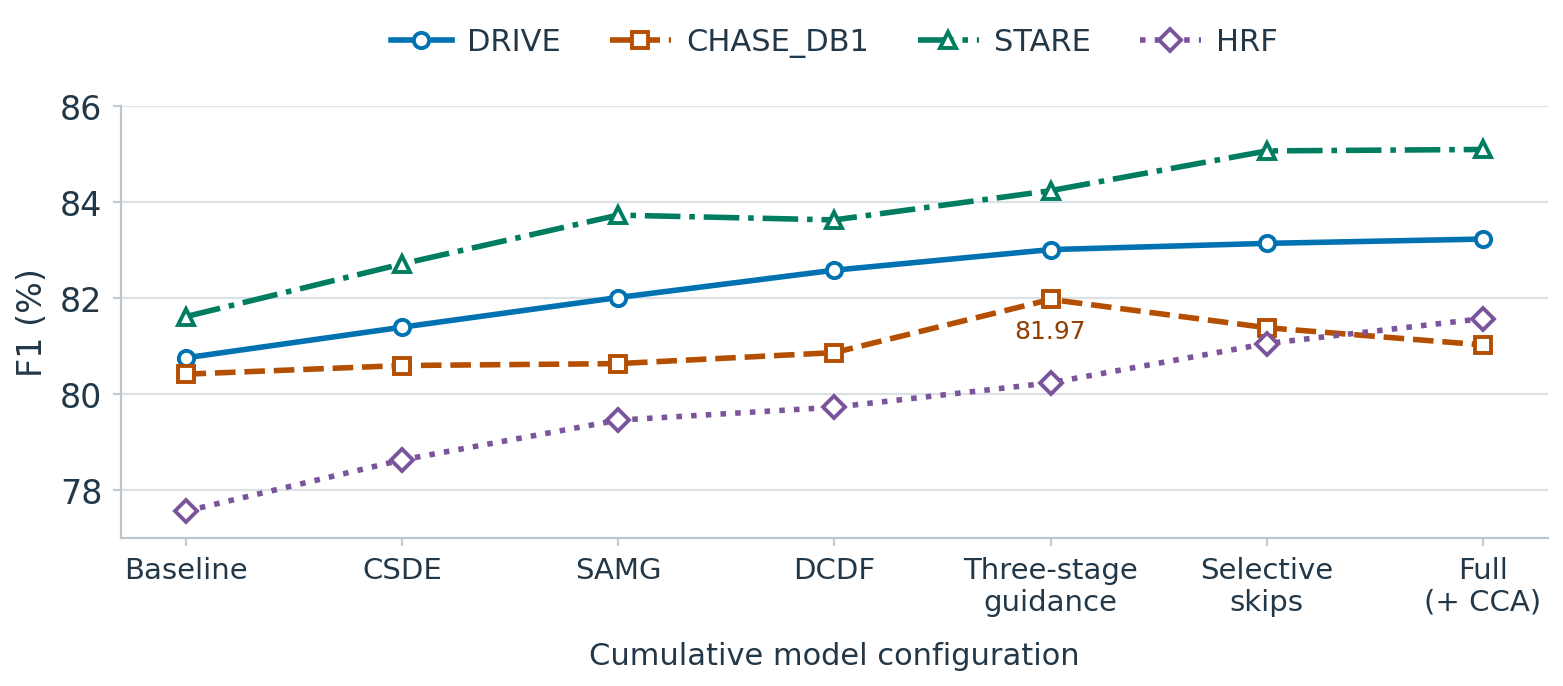 DRIVE CHASE_DB1 STARE HRF
86
84
82
80
78
F1 (%)
81.97
Baseline CSDE SAMG DCDF Three-stage guidance Selective skips Full (+ CCA)
Cumulative model configuration